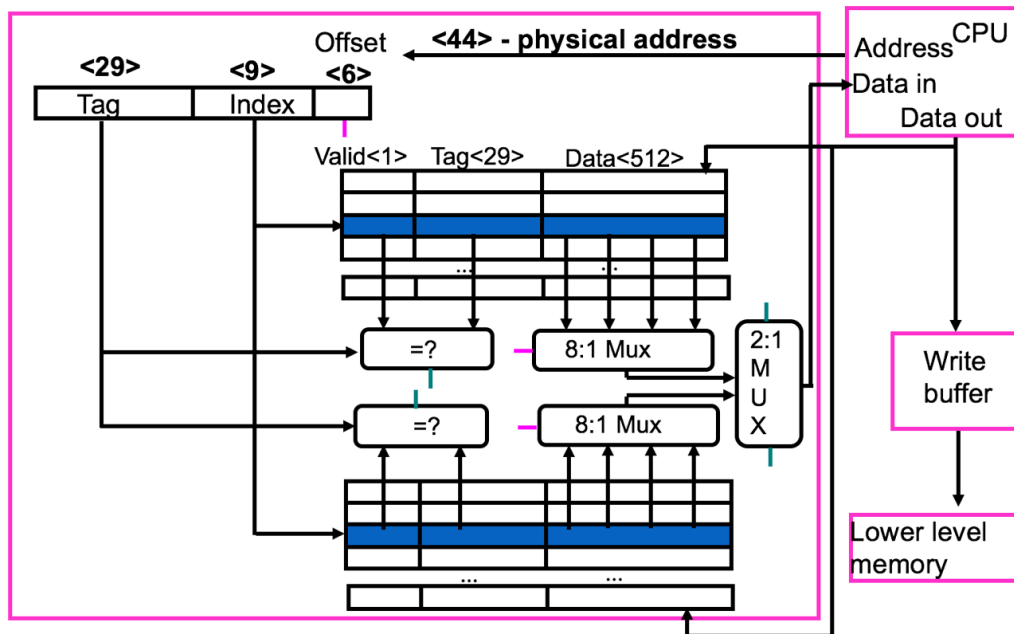 Offset
<44> - physical address
CPU
Address
Data in
Data out
<29>
<9>
<6>
Tag
Index
Valid<1>
Tag<29>
Data<512>
...
...
=?
8:1 Mux
2:1
M
U
X
=?
8:1 Mux
...
...
Write
buffer
Lower level
memory